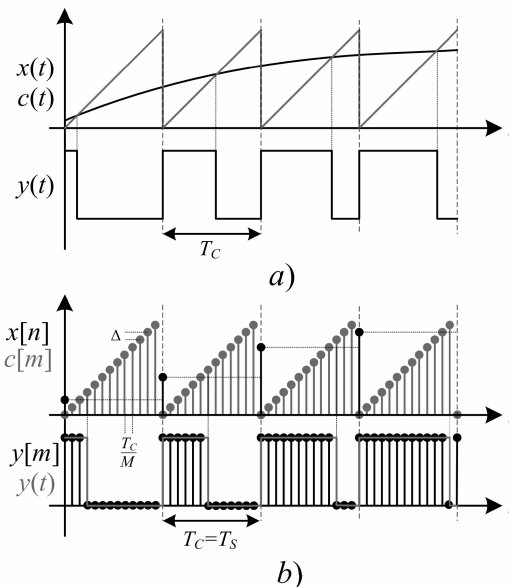 x(t)
c(t)
y(t)
T_C
a)
x[n]
c[m]
Δ
T_C/M
y[m]
y(t)
T_C=T_S
b)